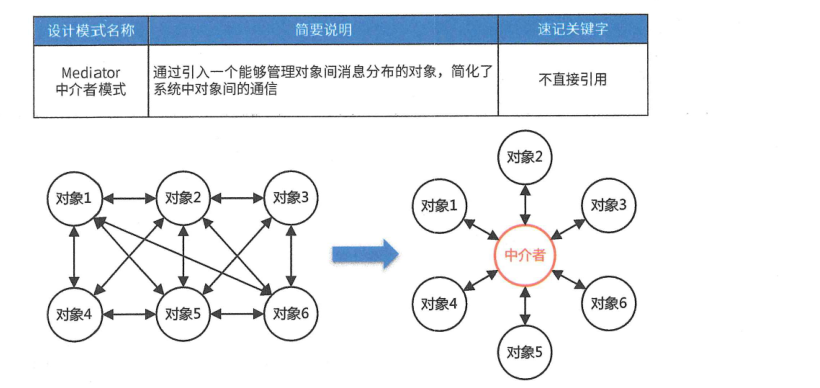 设计模式名称 简要说明 速记关键字
Mediator
中介者模式
通过引入一个能够管理对象间消息分布的对象，简化了
系统中对象间的通信
不直接引用
对象1 对象2 对象3
对象4 对象5 对象6
对象2
对象1 对象3
中介者
对象4 对象6
对象5